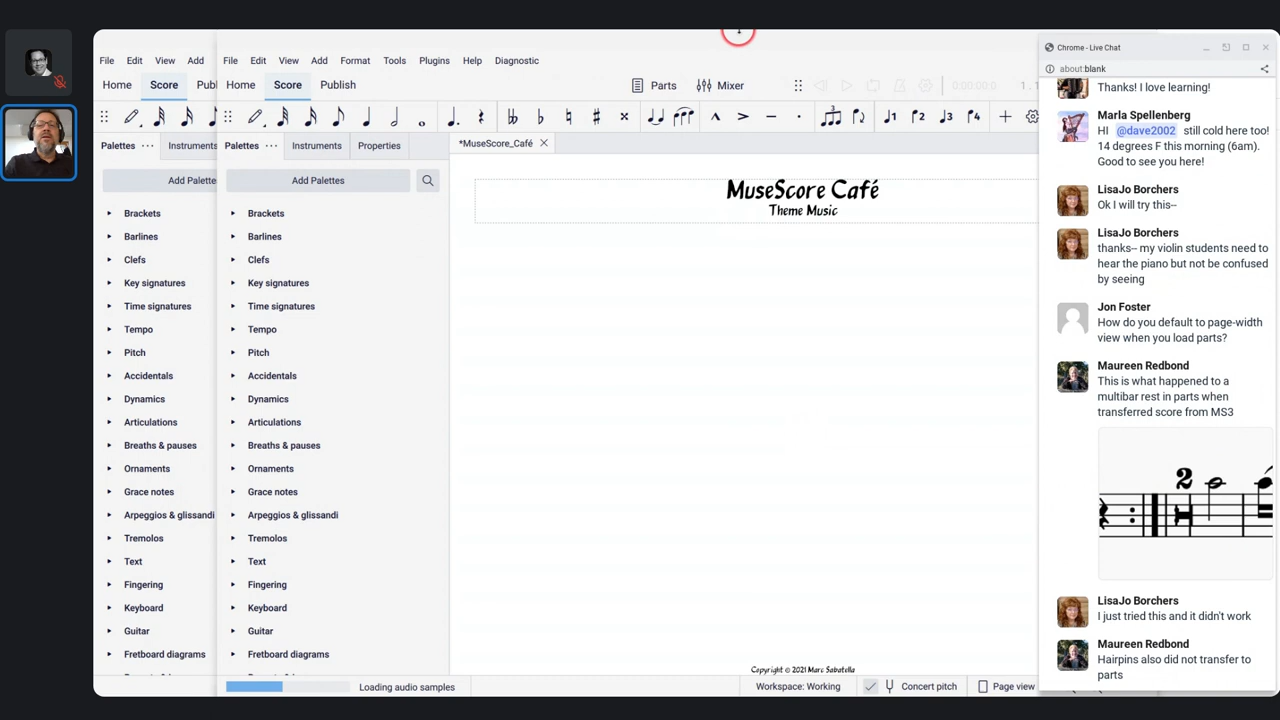 File Edit View Add
Home Score Publ
Palettes ··· Instruments
Add Palette
Brackets
Barlines
Clefs
Key signatures
Time signatures
Tempo
Pitch
Accidentals
Dynamics
Articulations
Breaths & pauses
Ornaments
Grace notes
Arpeggios & glissandi
Tremolos
Text
Fingering
Keyboard
Guitar
Fretboard diagrams
File Edit View Add Format Tools Plugins Help Diagnostic
Home Score Publish
Parts Mixer
0:00:00:0 1.1
Palettes ··· Instruments Properties
Add Palettes
Brackets
Barlines
Clefs
Key signatures
Time signatures
Tempo
Pitch
Accidentals
Dynamics
Articulations
Breaths & pauses
Ornaments
Grace notes
Arpeggios & glissandi
Tremolos
Text
Fingering
Keyboard
Guitar
Fretboard diagrams
*MuseScore_Café
MuseScore Café
Theme Music
Copyright © 2021 Marc Sabatella
Loading audio samples
Workspace: Working
Concert pitch
Page view
Chrome - Live Chat
about:blank
Thanks! I love learning!
Marla Spellenberg
HI @dave2002 still cold here too!
14 degrees F this morning (6am).
Good to see you here!
LisaJo Borchers
Ok I will try this--
LisaJo Borchers
thanks-- my violin students need to
hear the piano but not be confused
by seeing
Jon Foster
How do you default to page-width
view when you load parts?
Maureen Redbond
This is what happened to a
multibar rest in parts when
transferred score from MS3
2
LisaJo Borchers
I just tried this and it didn't work
Maureen Redbond
Hairpins also did not transfer to
parts